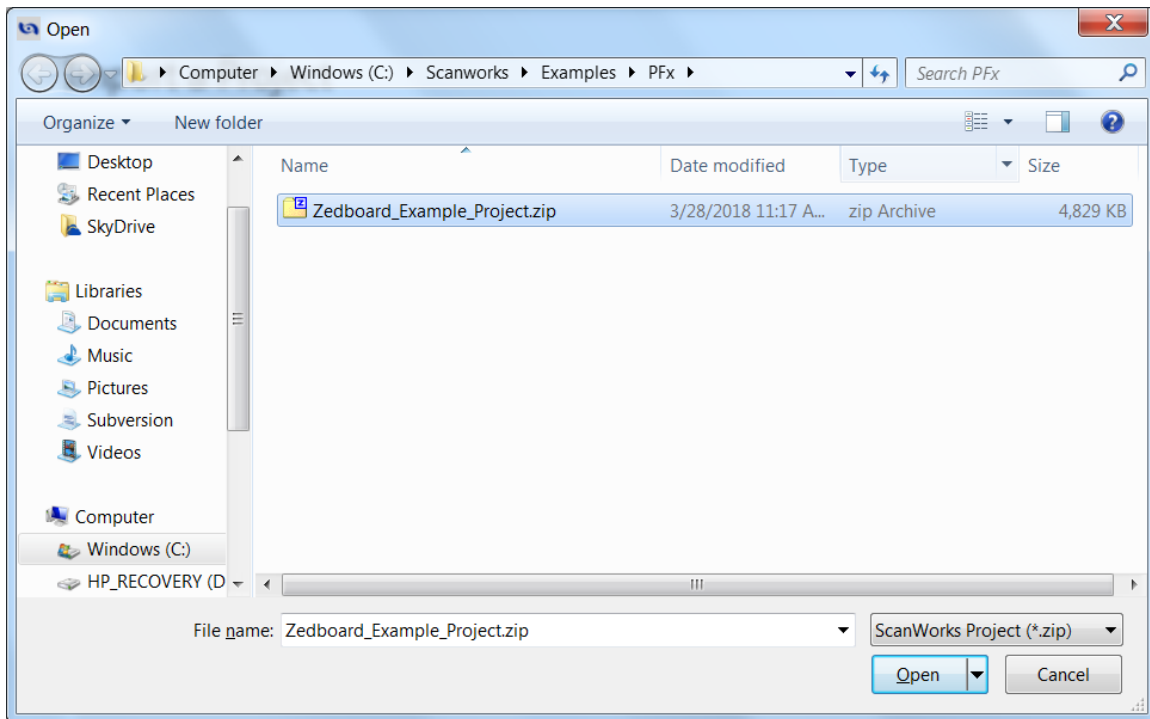 Open
Computer Windows (C:) Scanworks Examples PFx Search PFx
Organize New folder
Name Date modified Type Size
Desktop
Recent Places
SkyDrive
Zedboard_Example_Project.zip 3/28/2018 11:17 A... zip Archive 4,829 KB
Libraries
Documents
Music
Pictures
Subversion
Videos
Computer
Windows (C:)
HP_RECOVERY (D
File name: Zedboard_Example_Project.zip ScanWorks Project (*.zip)
Open Cancel